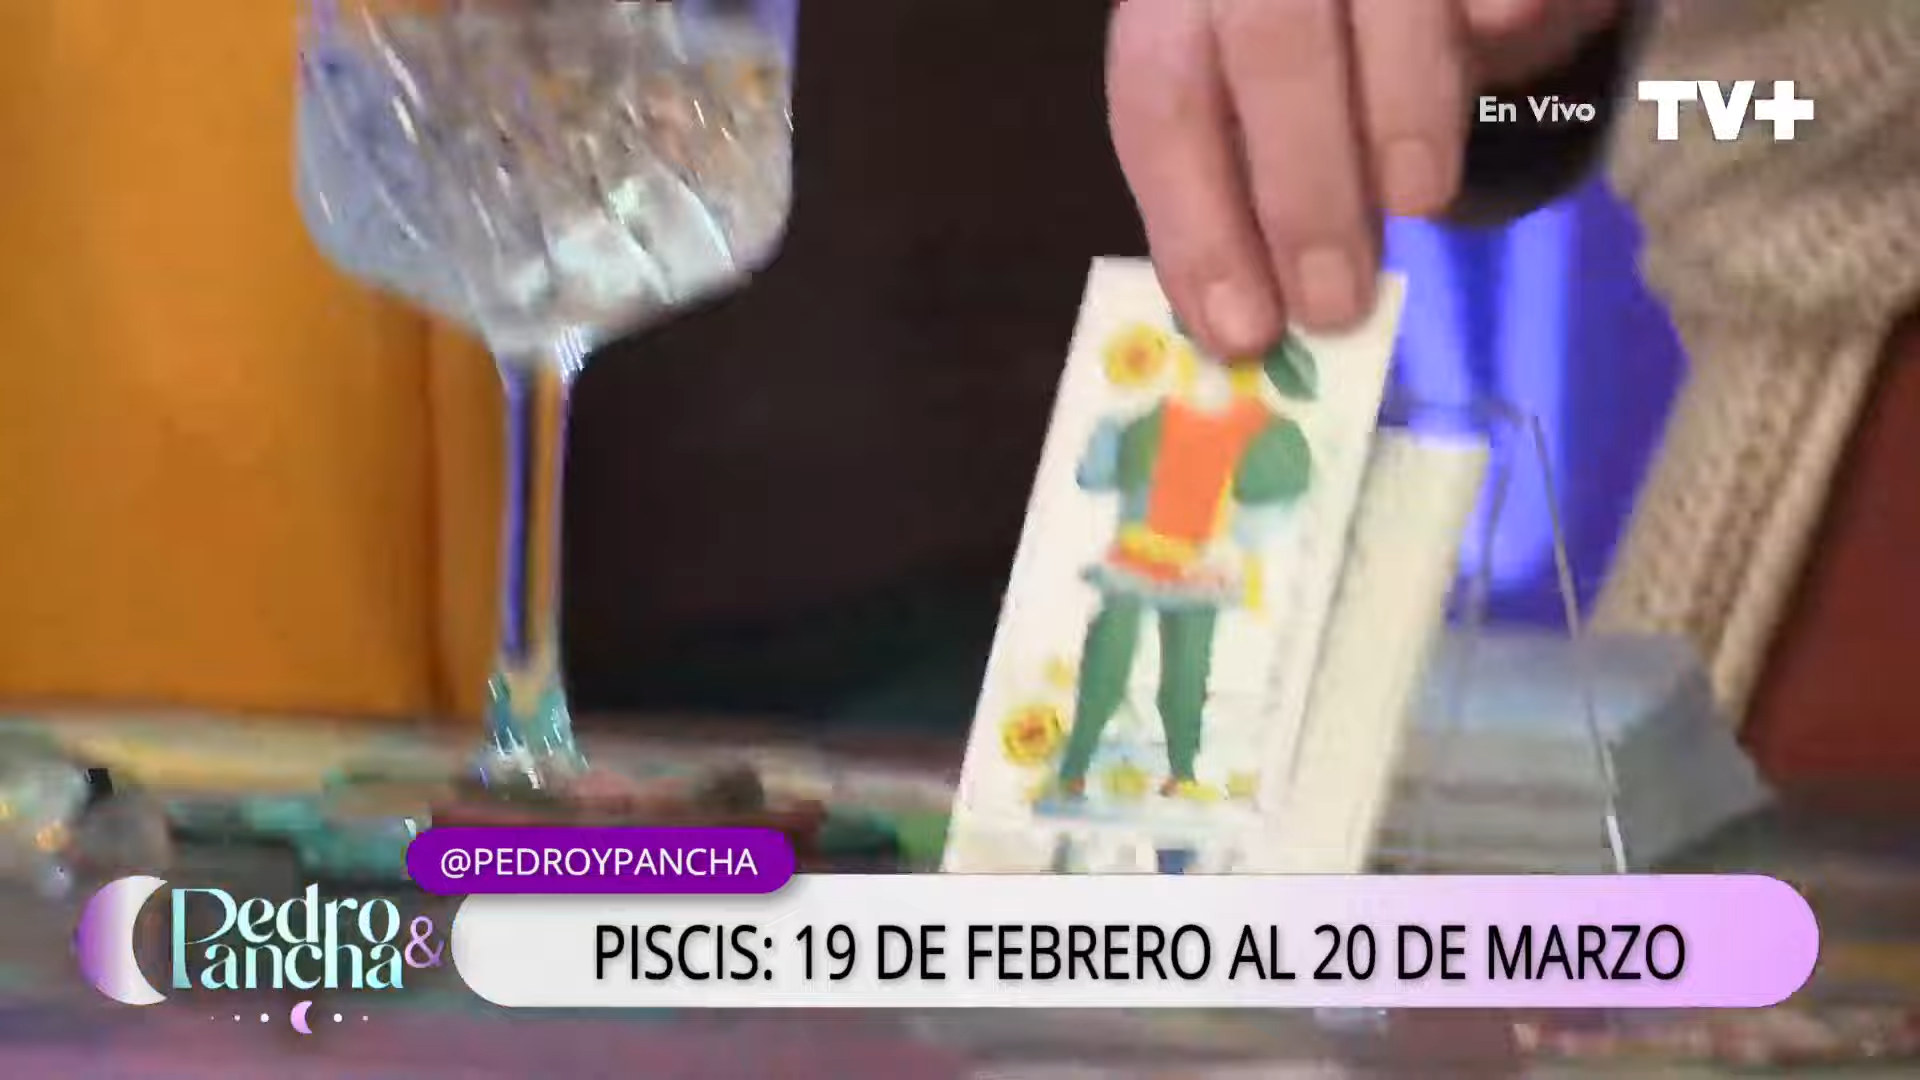 En Vivo TV+
@PEDROYPANCHA
Pedro &
Pancha
PISCIS: 19 DE FEBRERO AL 20 DE MARZO